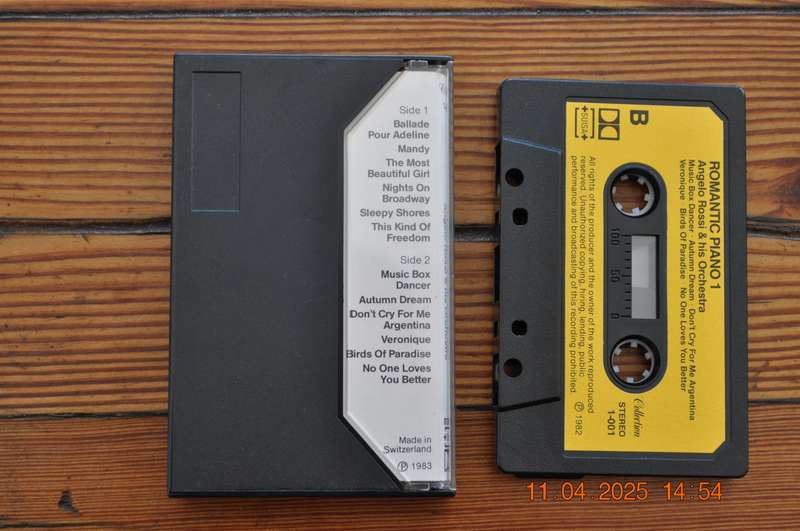 Side 1
Ballade
Pour Adeline
Mandy
The Most
Beautiful Girl
Nights On
Broadway
Sleepy Shores
This Kind Of
Freedom
Side 2
Music Box
Dancer
Autumn Dream
Don't Cry For Me
Argentina
Veronique
Birds Of Paradise
No One Loves
You Better
Made in
Switzerland
℗ 1983
ROMANTIC PIANO 1
Angelo Rossi & his Orchestra
Music Box Dancer · Autumn Dream · Don't Cry For Me Argentina
Veronique · Birds Of Paradise · No One Loves You Better
B
SUISA
100 50 0
Collection
STEREO
1-001
All rights of the producer and the owner of the work reproduced
reserved. Unauthorized copying, hiring, lending, public
performance and broadcasting of this recording prohibited.
℗ 1982
11.04.2025 14:54